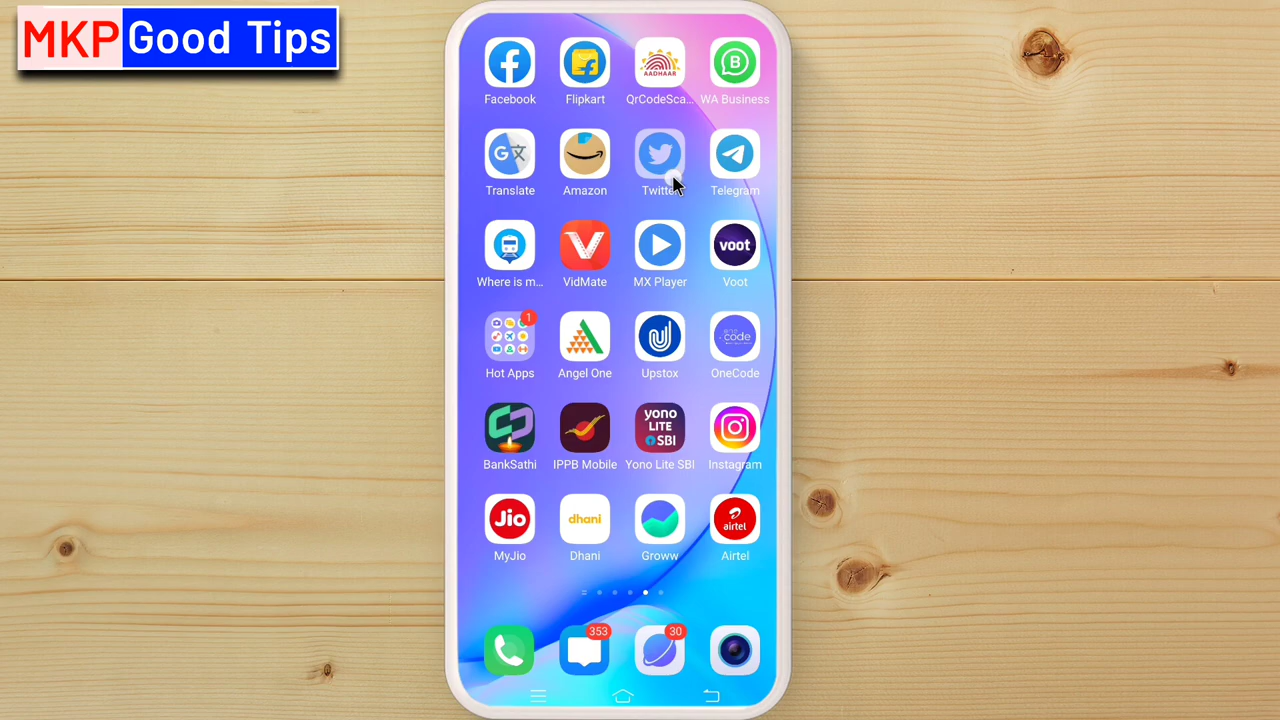 MKP Good Tips
Facebook
Flipkart
AADHAAR
QrCodeSca...
B
WA Business
G文
Translate
Amazon
Twitter
Telegram
Where is m...
VidMate
MX Player
voot
Voot
1
Hot Apps
Angel One
Upstox
code
OneCode
BankSathi
IPPB Mobile
yono
LITE
SBI
Yono Lite SBI
Instagram
Jio
MyJio
dhani
Dhani
Groww
airtel
Airtel
353
30